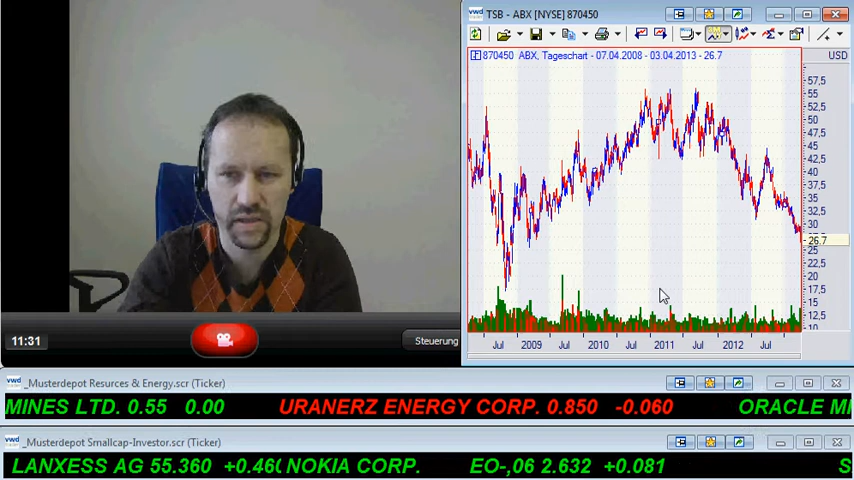 vwd TSB - ABX [NYSE] 870450
870450 ABX, Tageschart - 07.04.2008 - 03.04.2013 - 26.7 USD
57,5
55
52,5
50
47,5
45
42,5
40
37,5
35
32,5
30
26.7
25
22,5
20
17,5
15
12,5
10
Jul 2009 Jul 2010 Jul 2011 Jul 2012 Jul
11:31
Steuerung
vwd _Musterdepot Resurces & Energy.scr (Ticker)
MINES LTD. 0.55 0.00 URANERZ ENERGY CORP. 0.850 -0.060 ORACLE MI
vwd _Musterdepot Smallcap-Investor.scr (Ticker)
LANXESS AG 55.360 +0.460 NOKIA CORP. EO-,06 2.632 +0.081 S